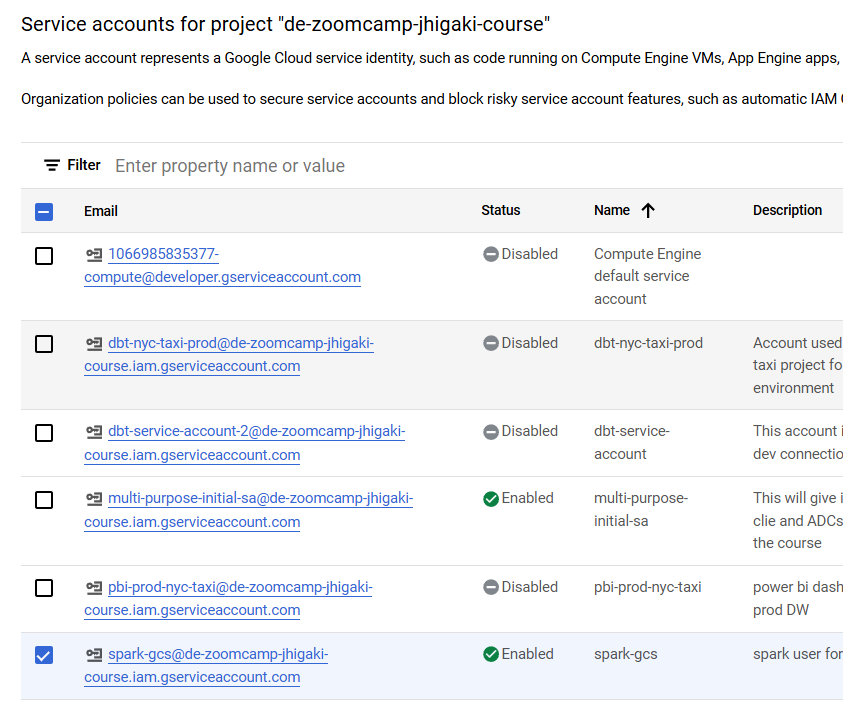 Service accounts for project "de-zoomcamp-jhigaki-course"
A service account represents a Google Cloud service identity, such as code running on Compute Engine VMs, App Engine apps,
Organization policies can be used to secure service accounts and block risky service account features, such as automatic IAM
Filter Enter property name or value
Email Status Name Description
1066985835377- Disabled Compute Engine
compute@developer.gserviceaccount.com default service
account
dbt-nyc-taxi-prod@de-zoomcamp-jhigaki- Disabled dbt-nyc-taxi-prod Account used
course.iam.gserviceaccount.com taxi project fo
environment
dbt-service-account-2@de-zoomcamp-jhigaki- Disabled dbt-service- This account i
course.iam.gserviceaccount.com account dev connectio
multi-purpose-initial-sa@de-zoomcamp-jhigaki- Enabled multi-purpose- This will give i
course.iam.gserviceaccount.com initial-sa clie and ADCs
the course
pbi-prod-nyc-taxi@de-zoomcamp-jhigaki- Disabled pbi-prod-nyc-taxi power bi dash
course.iam.gserviceaccount.com prod DW
spark-gcs@de-zoomcamp-jhigaki- Enabled spark-gcs spark user for
course.iam.gserviceaccount.com